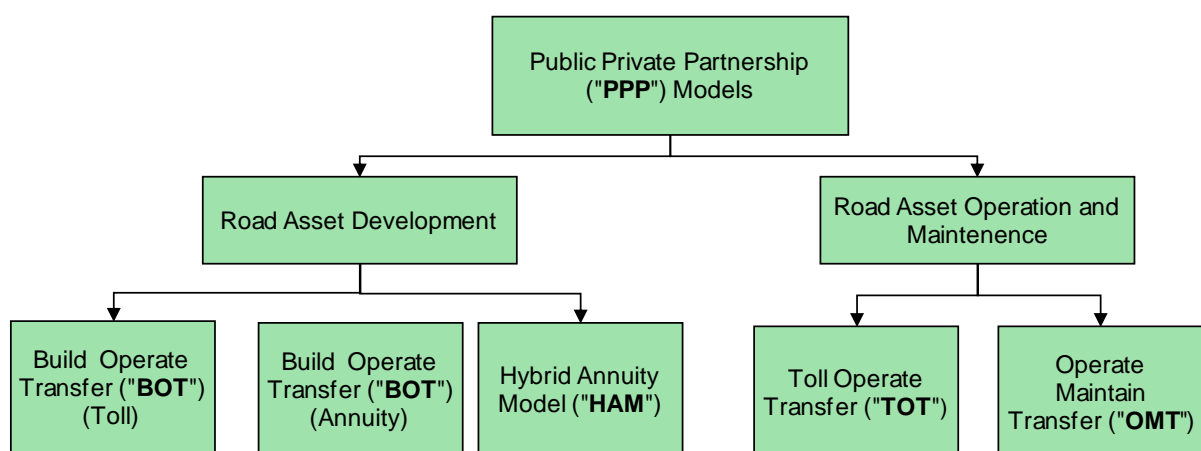 Public Private Partnership
("PPP") Models
Road Asset Development
Road Asset Operation and
Maintenence
Build Operate
Transfer ("BOT")
(Toll)
Build Operate
Transfer ("BOT")
(Annuity)
Hybrid Annuity
Model ("HAM")
Toll Operate
Transfer ("TOT")
Operate
Maintain
Transfer ("OMT")